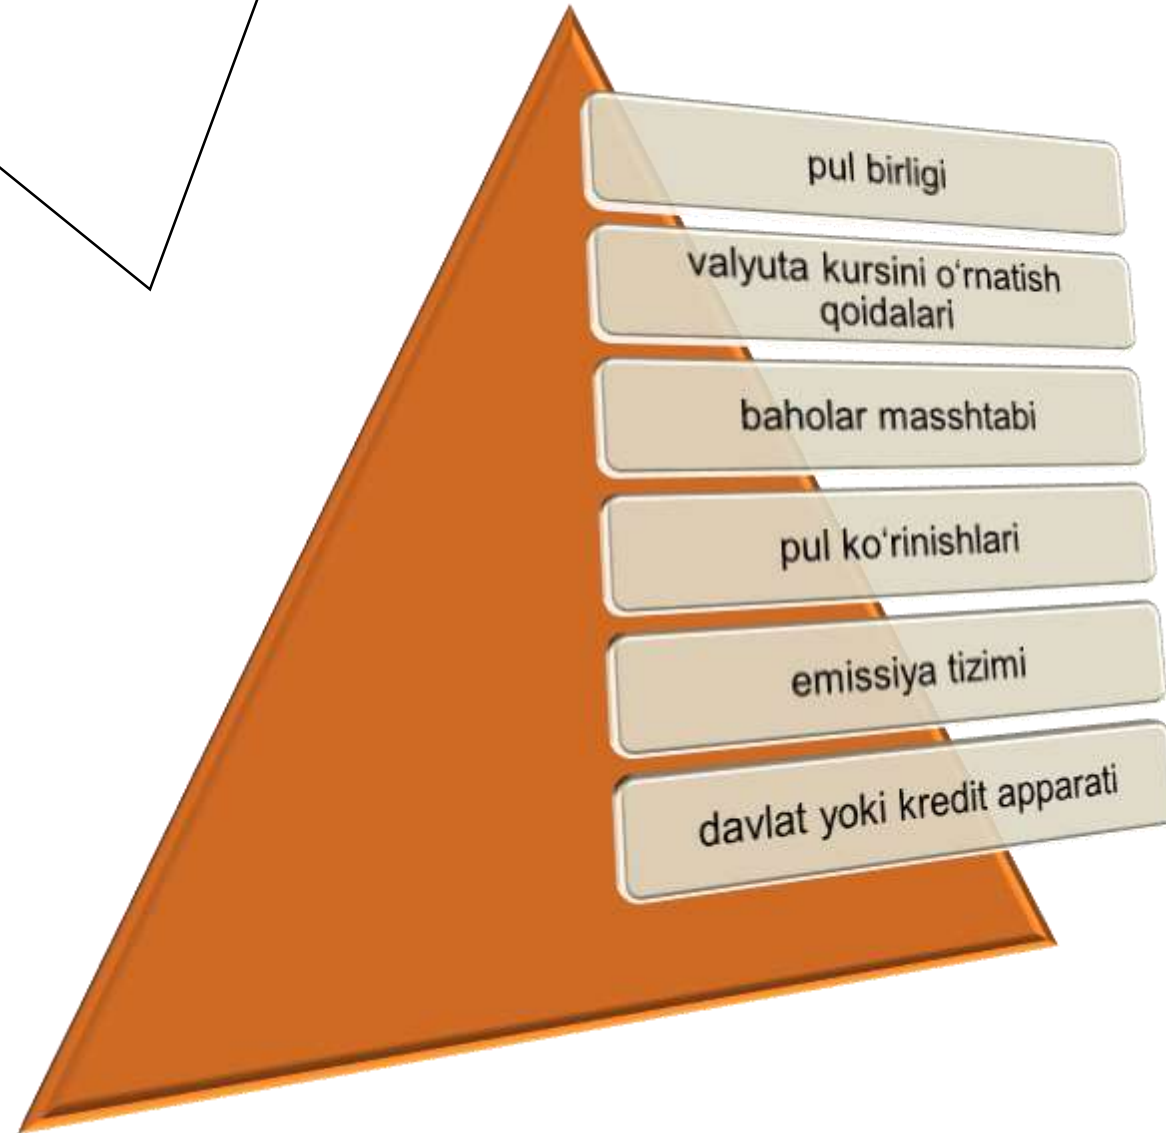 pul birligi
valyuta kursini o‘rnatish
qoidalari
baholar masshtabi
pul ko‘rinishlari
emissiya tizimi
davlat yoki kredit apparati